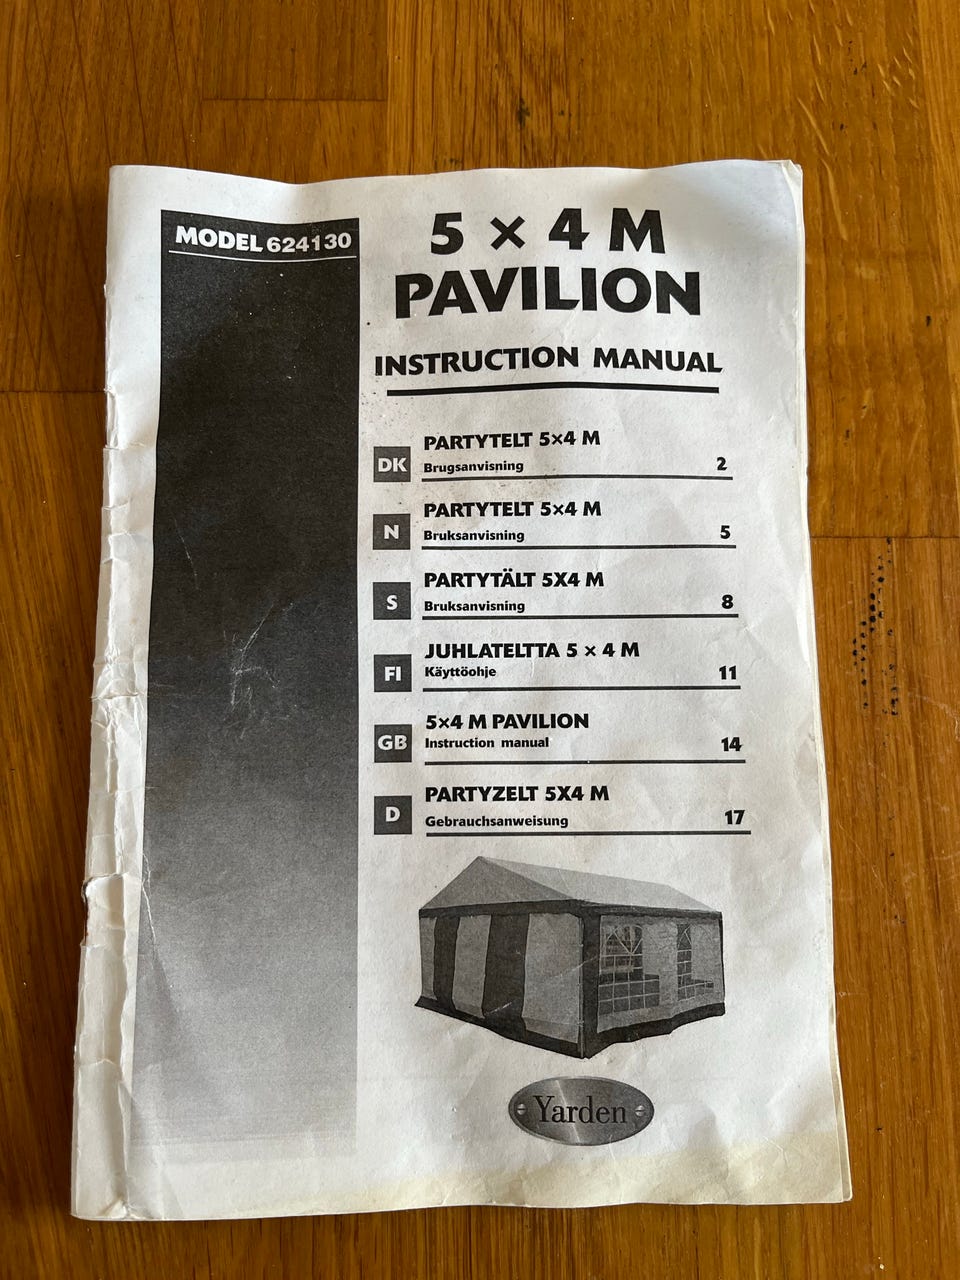 MODEL 624130
5 × 4 M
PAVILION
INSTRUCTION MANUAL
DK
PARTYTELT 5×4 M
Brugsanvisning 2
N
PARTYTELT 5×4 M
Bruksanvisning 5
S
PARTYTÄLT 5X4 M
Bruksanvisning 8
FI
JUHLATELTTA 5 × 4 M
Käyttöohje 11
GB
5×4 M PAVILION
Instruction manual 14
D
PARTYZELT 5X4 M
Gebrauchsanweisung 17
Yarden